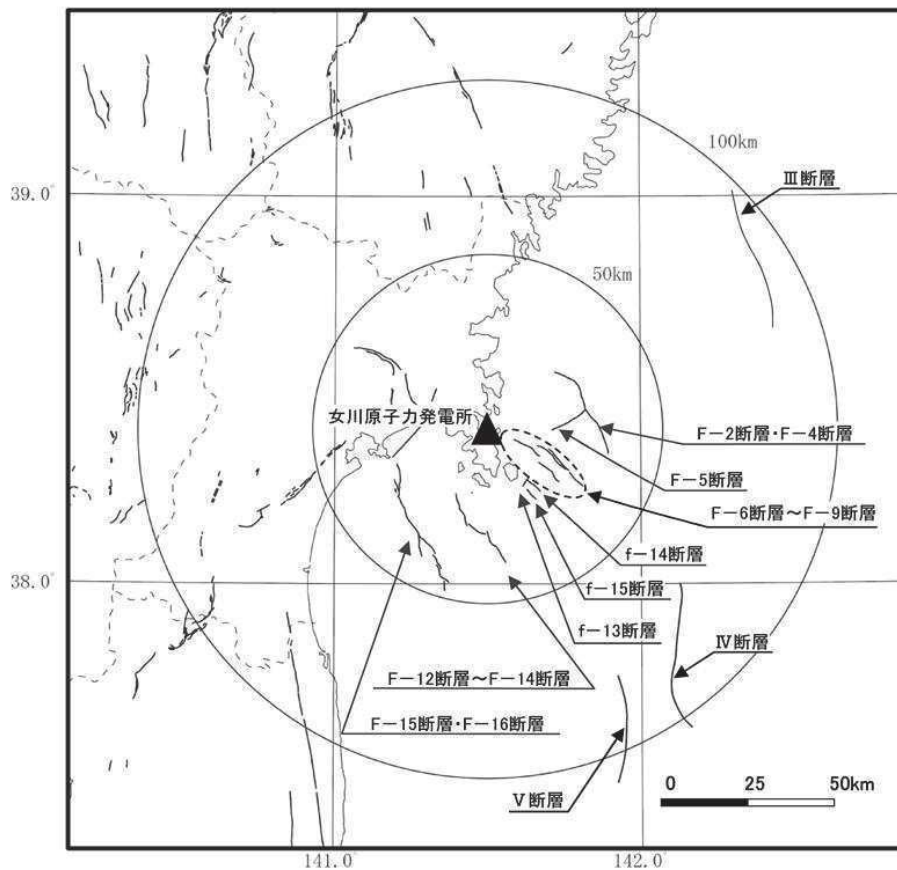 100km
39.0°
Ⅲ断層
50km
女川原子力発電所
F-2断層・F-4断層
F-5断層
F-6断層～F-9断層
f-14断層
38.0°
f-15断層
f-13断層
Ⅳ断層
F-12断層～F-14断層
F-15断層・F-16断層
Ⅴ断層
0 25 50km
141.0° 142.0°